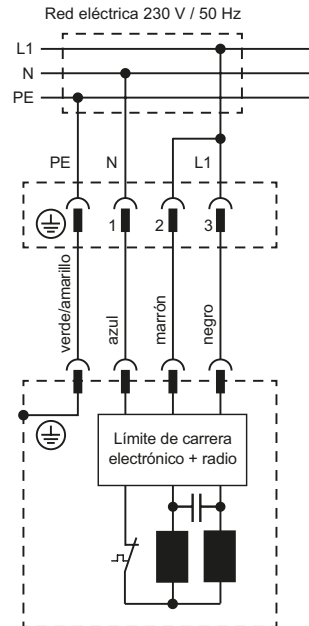 Red eléctrica 230 V / 50 Hz
L1
N
PE
PE
N
L1
1
2
3
verde/amarillo
azul
marrón
negro
Límite de carrera
electrónico + radio